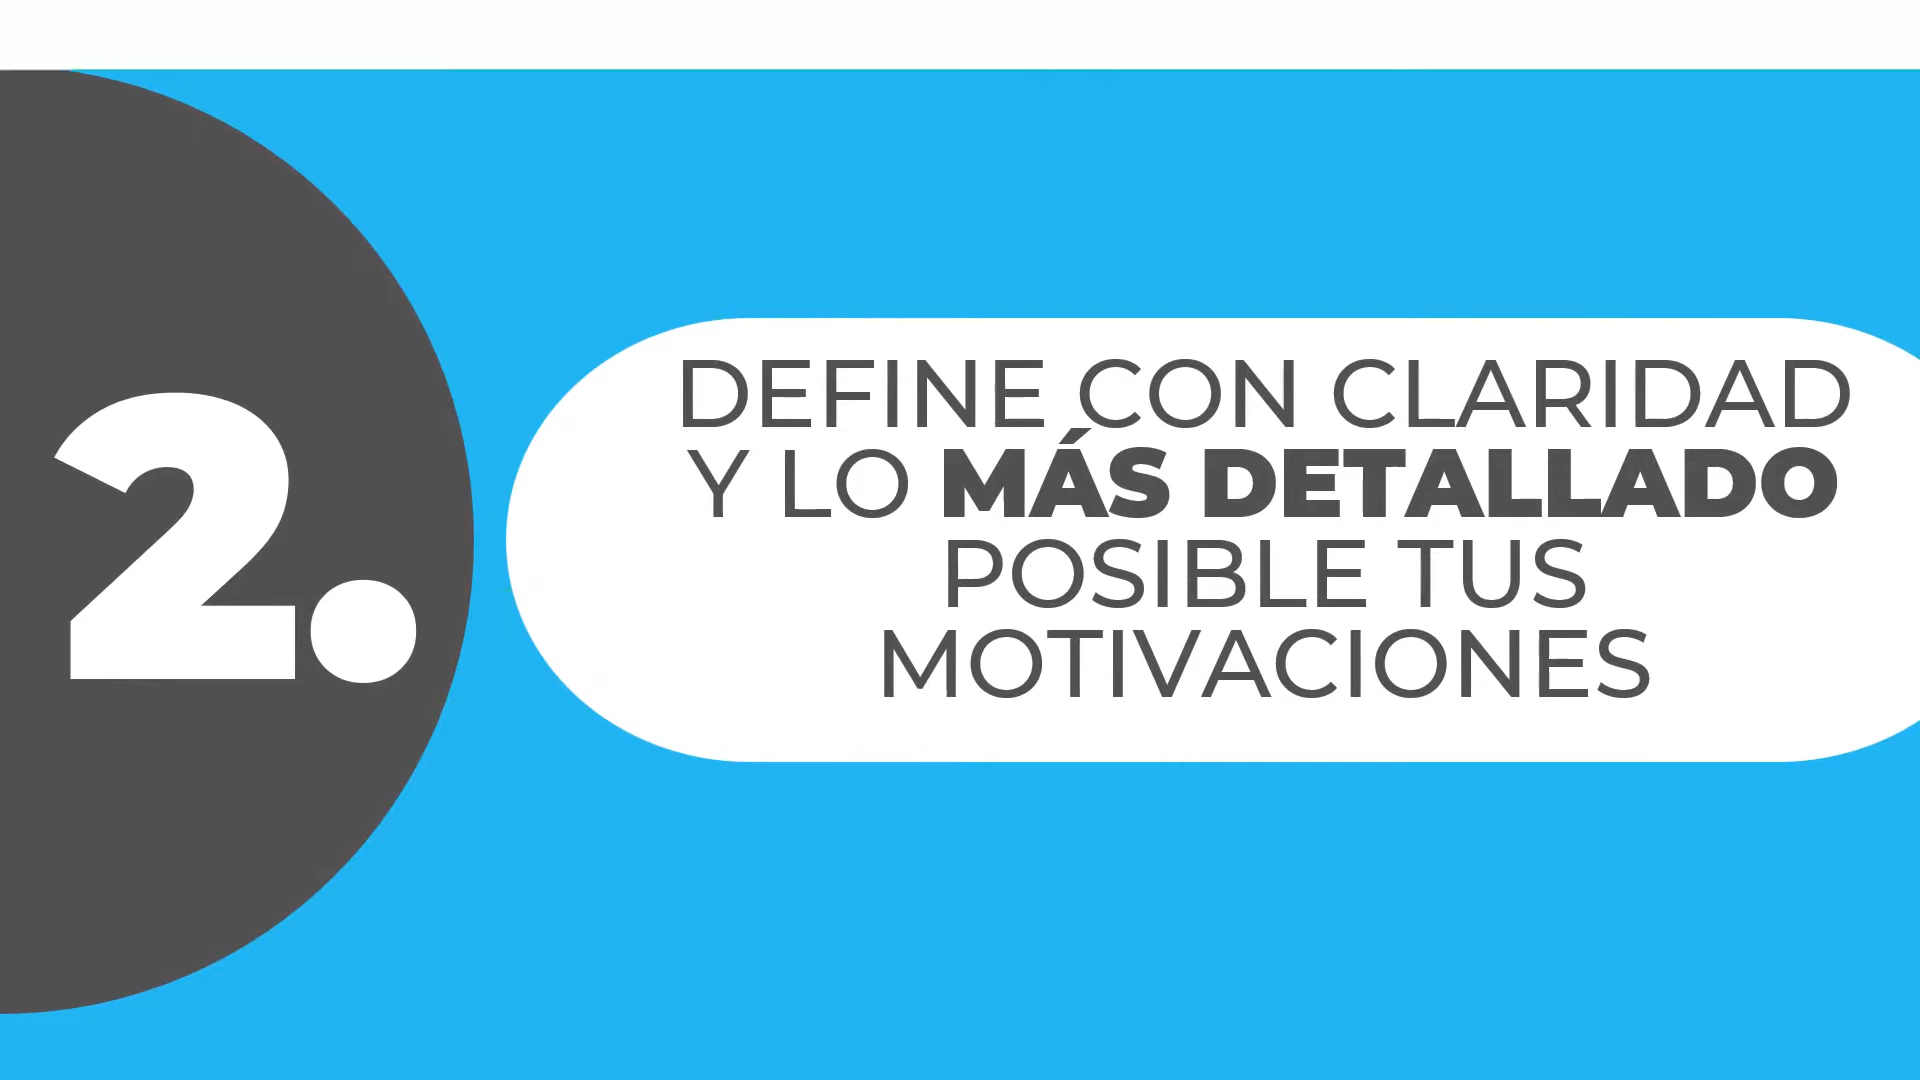 2.
DEFINE CON CLARIDAD
Y LO MÁS DETALLADO
POSIBLE TUS
MOTIVACIONES